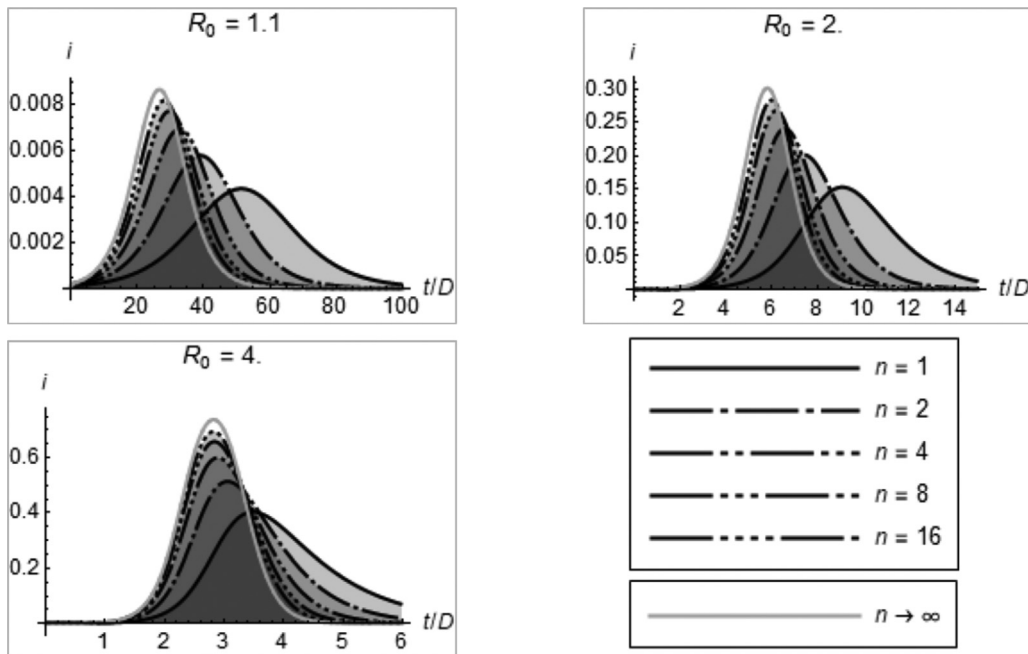 R₀ = 1.1
i
0.008
0.006
0.004
0.002
20 40 60 80 100 t/D
R₀ = 2.
i
0.30
0.25
0.20
0.15
0.10
0.05
2 4 6 8 10 12 14 t/D
R₀ = 4.
i
0.6
0.4
0.2
1 2 3 4 5 6 t/D
n = 1
n = 2
n = 4
n = 8
n = 16
n → ∞